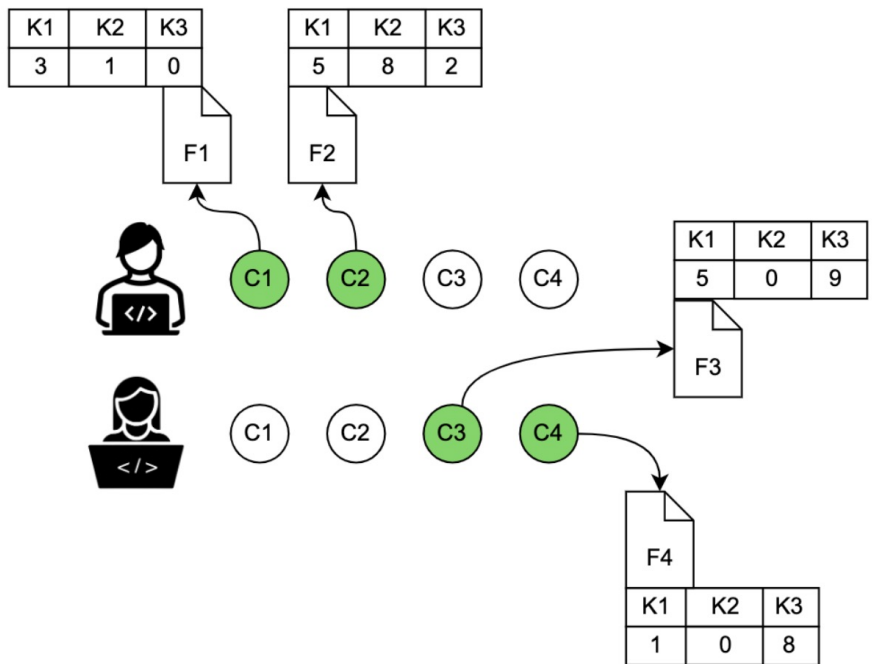 K1 K2 K3
3 1 0
F1
K1 K2 K3
5 8 2
F2
</>
C1 C2 C3 C4
K1 K2 K3
5 0 9
F3
</>
C1 C2 C3 C4
F4
K1 K2 K3
1 0 8